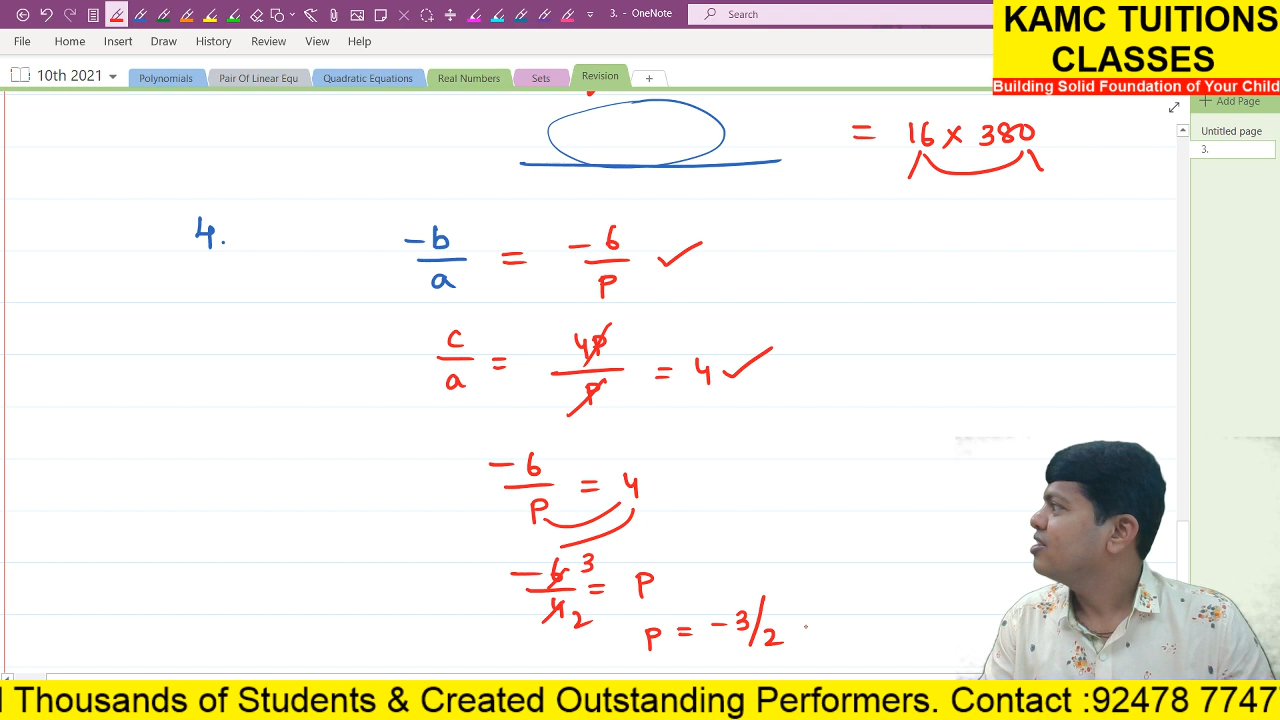 3. - OneNote
Search
KAMC TUITIONS
CLASSES
Building Solid Foundation of Your Child
File Home Insert Draw History Review View Help
10th 2021
Polynomials
Pair Of Linear Equ
Quadratic Equations
Real Numbers
Sets
Revision
Add Page
Untitled page
3.
= 16 × 380
4. -b/a = -6/p ✓
c/a = 4p/p = 4 ✓
-6/p = 4
-6/4 3/2 = p
p = -3/2
l Thousands of Students & Created Outstanding Performers. Contact :92478 7747